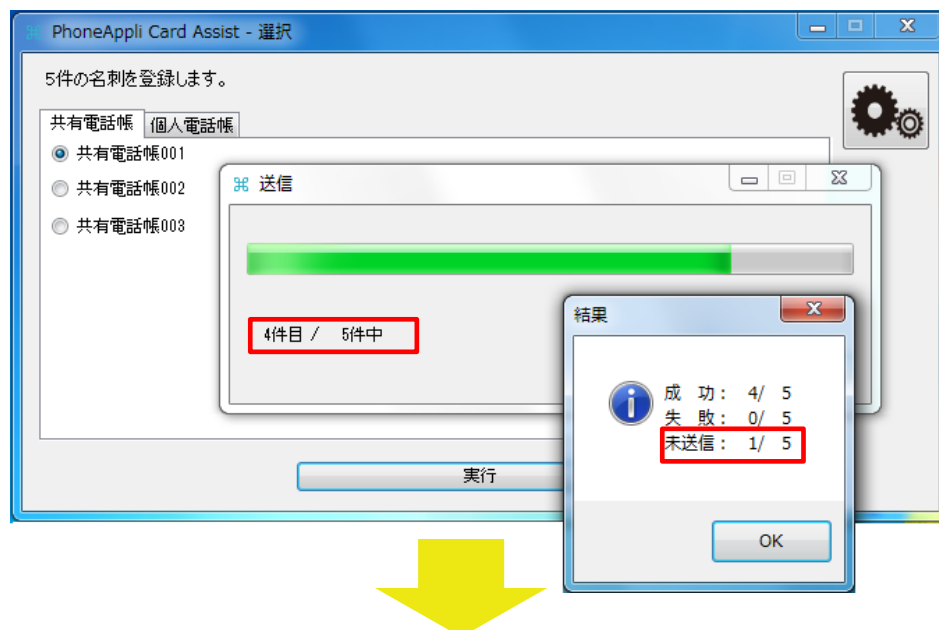 PhoneAppli Card Assist - 選択
5件の名刺を登録します。
共有電話帳 個人電話帳
共有電話帳001
共有電話帳002
共有電話帳003
送信
4件目 / 5件中
結果
成 功： 4/ 5
失 敗： 0/ 5
未送信： 1/ 5
OK
実行